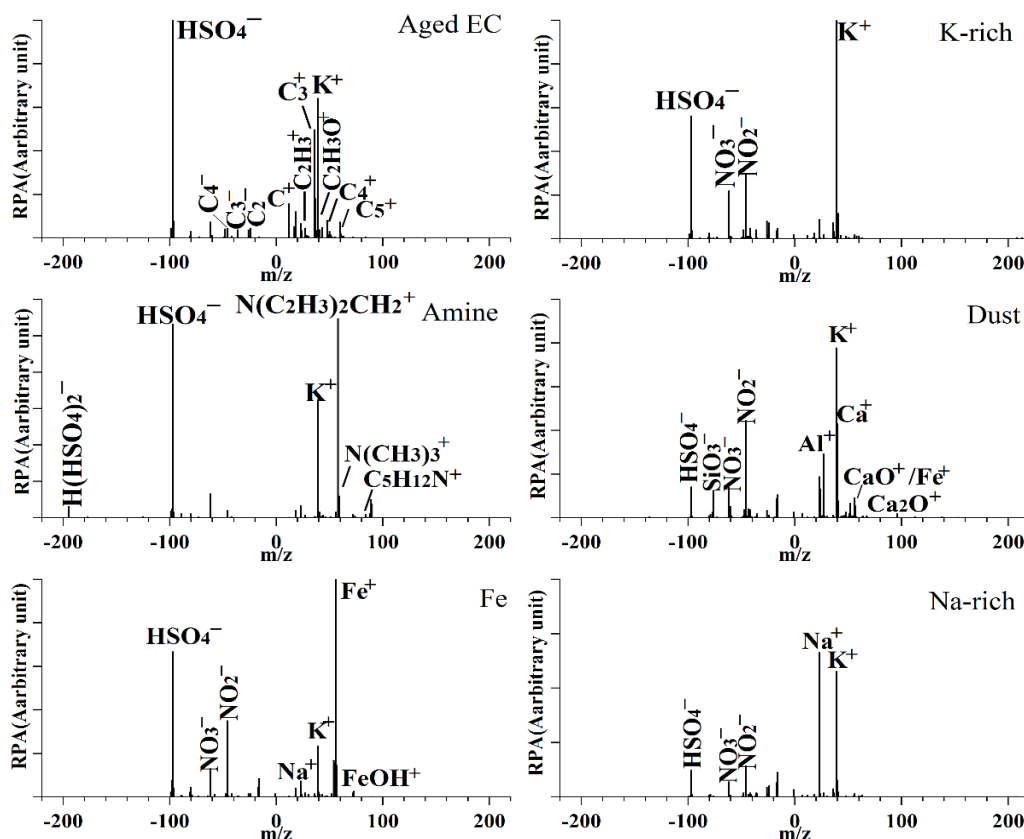 RPA(Aarbitrary unit)
Aged EC
HSO4⁻
C4⁻
C3⁻
C2⁻
C⁺
C2H3⁺
C3⁺
K⁺
C2H3O⁺
C4⁺
C5⁺
-200 -100 0 100 200
m/z
RPA(Aarbitrary unit)
K-rich
HSO4⁻
NO3⁻
NO2⁻
K⁺
-200 -100 0 100 200
m/z
RPA(Aarbitrary unit)
Amine
H(HSO4)2⁻
HSO4⁻
N(C2H3)2CH2⁺
K⁺
N(CH3)3⁺
C5H12N⁺
-200 -100 0 100 200
m/z
RPA(Aarbitrary unit)
Dust
HSO4⁻
SiO3⁻
NO3⁻
NO2⁻
K⁺
Ca⁺
Al⁺
CaO⁺/Fe⁺
Ca2O⁺
-200 -100 0 100 200
m/z
RPA(Aarbitrary unit)
Fe
HSO4⁻
NO3⁻
NO2⁻
Na⁺
K⁺
Fe⁺
FeOH⁺
-200 -100 0 100 200
m/z
RPA(Aarbitrary unit)
Na-rich
HSO4⁻
NO3⁻
NO2⁻
Na⁺
K⁺
-200 -100 0 100 200
m/z